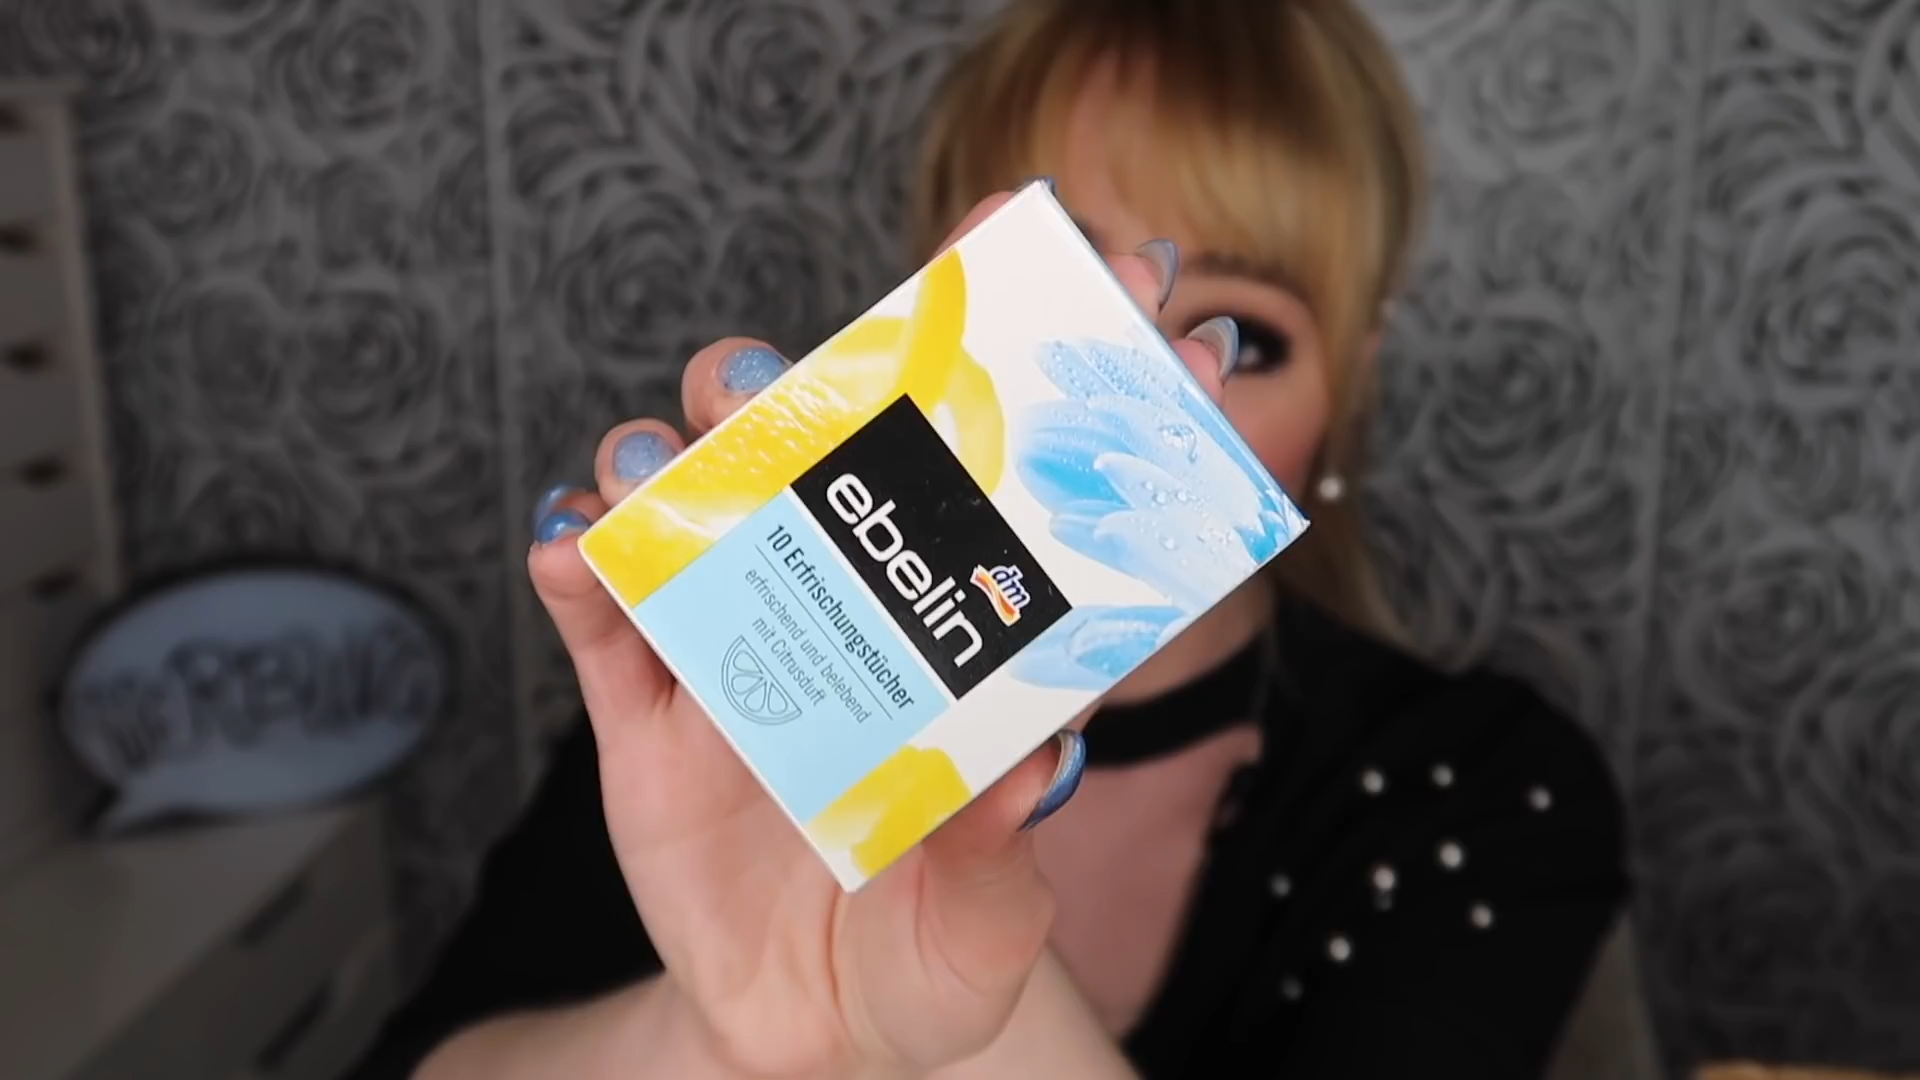 ebelin
dm
10 Erfrischungstücher
erfrischend und belebend
mit Citrusduft